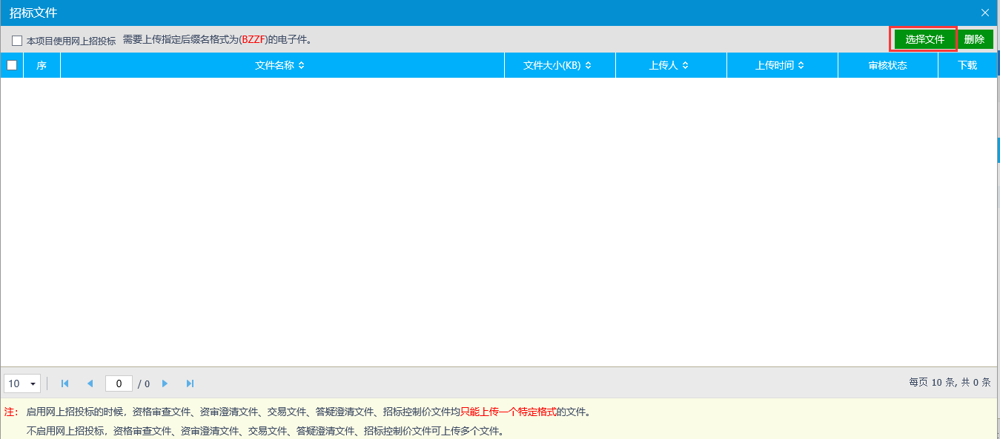 招标文件
本项目使用网上招投标 需要上传指定后缀名格式为(BZZF)的电子件。 选择文件 删除
序 文件名称 文件大小(KB) 上传人 上传时间 审核状态 下载
10 0 / 0 每页 10 条, 共 0 条
注: 启用网上招投标的时候，资格审查文件、资审澄清文件、交易文件、答疑澄清文件、招标控制价文件均只能上传一个特定格式的文件。
不启用网上招投标，资格审查文件、资审澄清文件、交易文件、答疑澄清文件、招标控制价文件可上传多个文件。